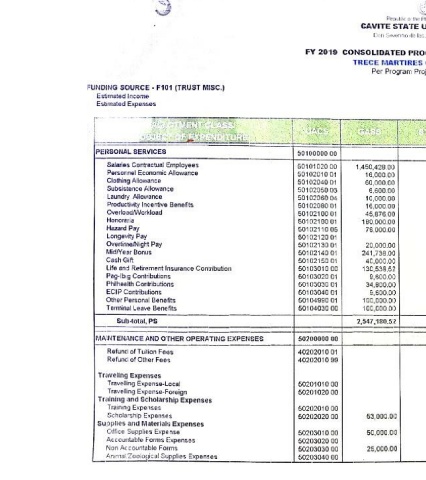 Republic of the P
CAVITE STATE U
Don Severino de las
FY 2019 CONSOLIDATED PRO
TRECE MARTIRES
Per Program Proj
FUNDING SOURCE - F101 (TRUST MISC.)
Estimated Income
Estimated Expenses
ALLOTMENT CLASS/
OBJECT OF EXPENDITURE UACS GASS
PERSONAL SERVICES 50100000 00
Salaries Contractual Employees 50101020 00 1,450,428.00
Personnel Economic Allowance 50102010 01 16,000.00
Clothing Allowance 50102040 01 60,000.00
Subsistance Allowance 50102050 03 6,600.00
Laundry Allowance 50102060 04 10,000.00
Productivity Incentive Benefits 50102080 01 16,000.00
Overload/Workload 50102100 01 45,876.00
Honoraria 50102100 01 180,000.00
Hazard Pay 50102110 05 76,000.00
Longevity Pay 50102120 01
Overtime/Night Pay 50102130 01 20,000.00
Mid/Year Bonus 50102140 01 241,738.00
Cash Gift 50102150 01 40,000.00
Life and Retirement Insurance Contribution 50103010 00 130,538.52
Pag-ibig Contributions 50103020 01 9,600.00
Philhealth Contributions 50103030 01 34,800.00
ECIP Contributions 50103040 01 9,600.00
Other Personal Benefits 50104990 01 100,000.00
Terminal Leave Benefits 50104030 00 100,000.00
Sub-total, PS 2,547,180.52
MAINTENANCE AND OTHER OPERATING EXPENSES 50200000 00
Refund of Tuition Fees 40202010 01
Refund of Other Fees 40202010 99
Traveling Expenses
Travelling Expense-Local 50201010 00
Travelling Expense-Foreign 50201020 00
Training and Scholarship Expenses
Training Expenses 50202010 00
Scholarship Expenses 50202020 00 63,000.00
Supplies and Materials Expenses
Office Supplies Expense 50203010 00 50,000.00
Accountable Forms Expenses 50203020 00
Non Accountable Forms 50203030 00 25,000.00
Animal Zoological Supplies Expenses 50203040 00